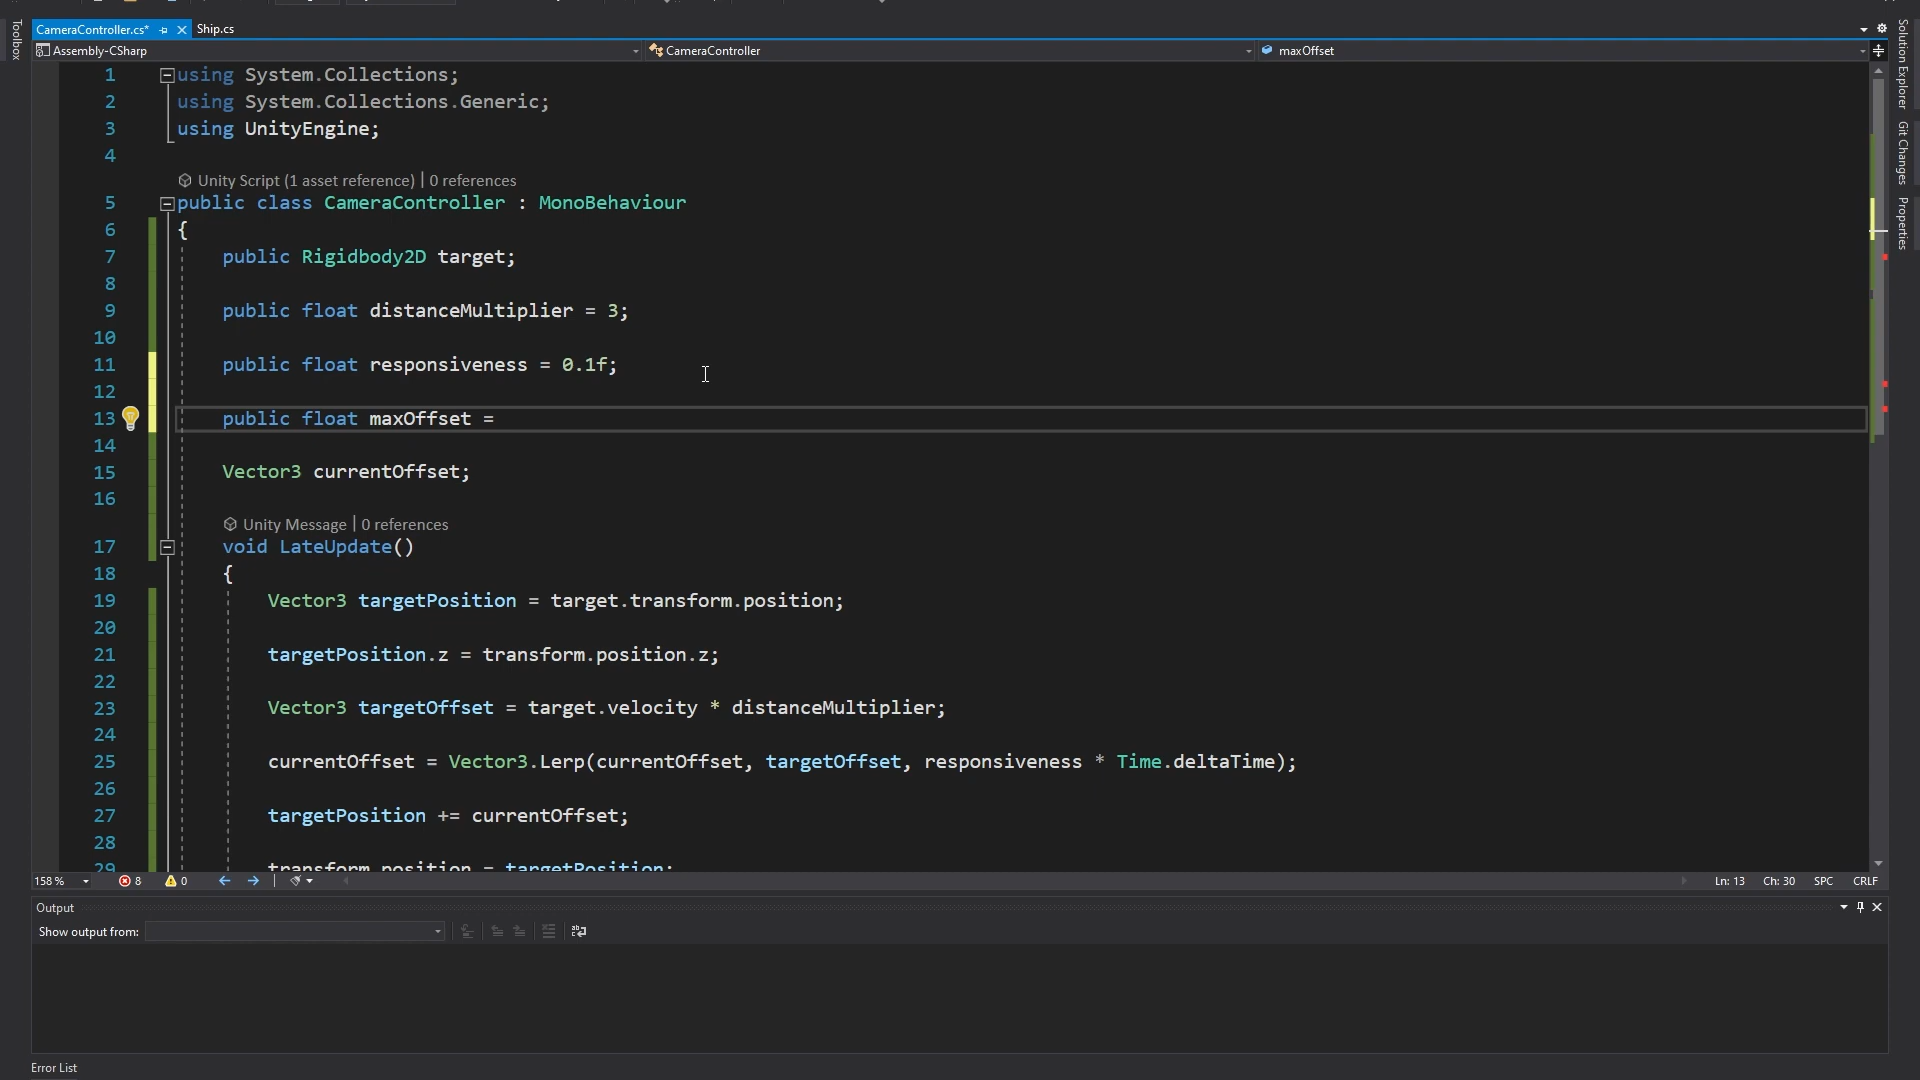 Toolbox
CameraController.cs*
Ship.cs
Assembly-CSharp
CameraController
maxOffset
Solution Explorer
Git Changes
Properties
1 using System.Collections;
2 using System.Collections.Generic;
3 using UnityEngine;
4
Unity Script (1 asset reference) | 0 references
5 public class CameraController : MonoBehaviour
6 {
7 public Rigidbody2D target;
8
9 public float distanceMultiplier = 3;
10
11 public float responsiveness = 0.1f;
12
13 public float maxOffset =
14
15 Vector3 currentOffset;
16
Unity Message | 0 references
17 void LateUpdate()
18 {
19 Vector3 targetPosition = target.transform.position;
20
21 targetPosition.z = transform.position.z;
22
23 Vector3 targetOffset = target.velocity * distanceMultiplier;
24
25 currentOffset = Vector3.Lerp(currentOffset, targetOffset, responsiveness * Time.deltaTime);
26
27 targetPosition += currentOffset;
28
29 transform.position = targetPosition;
158 % 8 0 Ln: 13 Ch: 30 SPC CRLF
Output
Show output from:
Error List